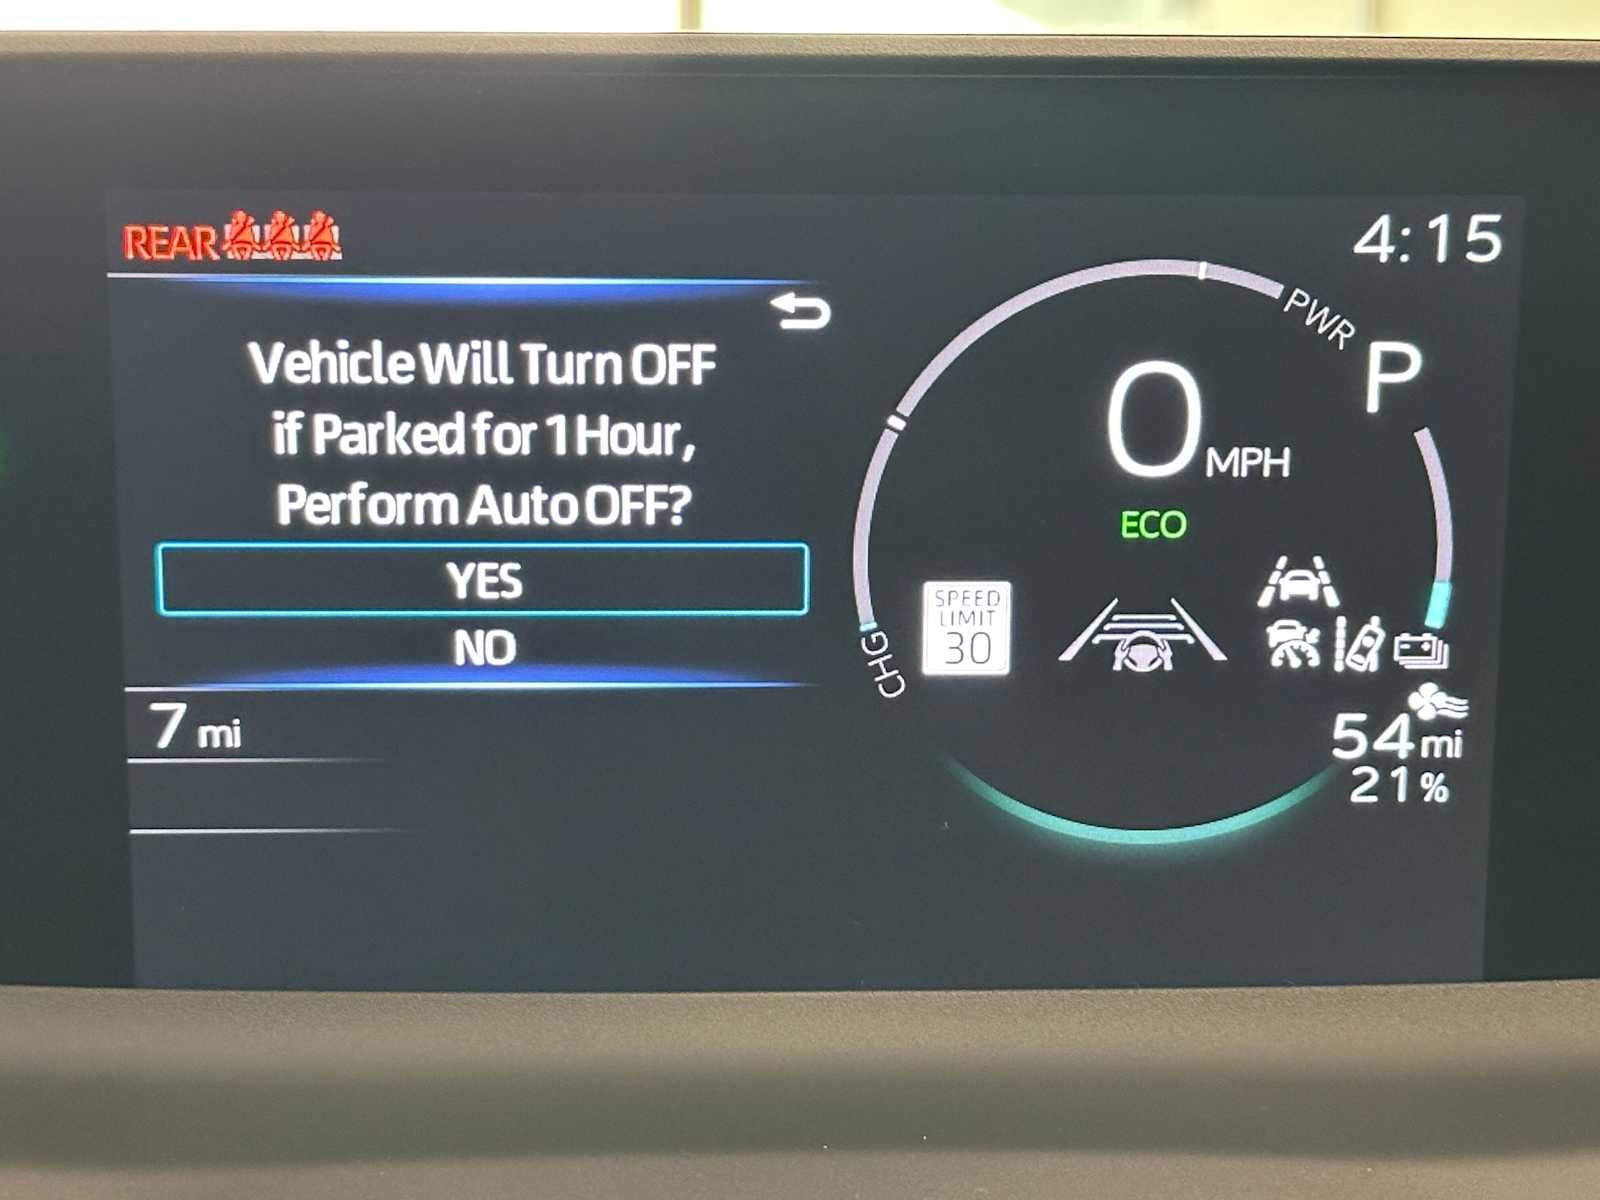 REAR
4:15
Vehicle Will Turn OFF
if Parked for 1 Hour,
Perform Auto OFF?
YES
NO
7 mi
PWR
P
0 MPH
ECO
SPEED
LIMIT
30
CHG
54 mi
21%